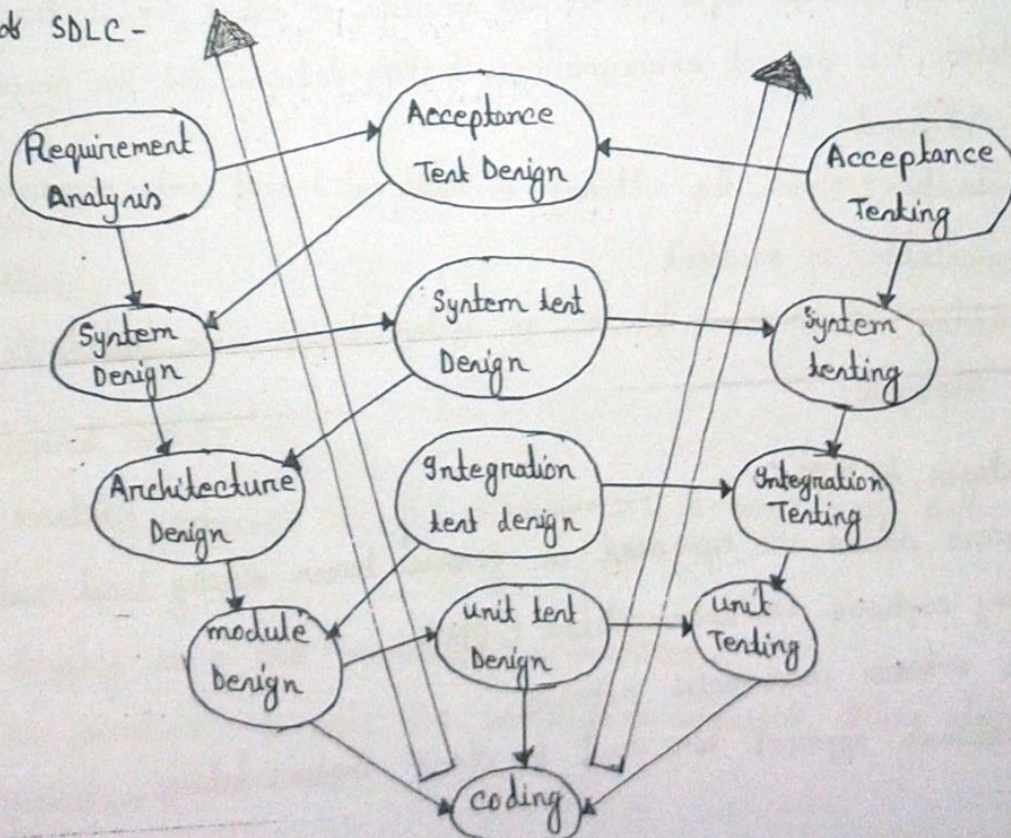 of SDLC -
Requirement
Analysis
Acceptance
Test Design
Acceptance
Testing
System
Design
System test
Design
System
testing
Architecture
Design
Integration
test design
Integration
Testing
module
Design
unit test
Design
unit
Testing
coding